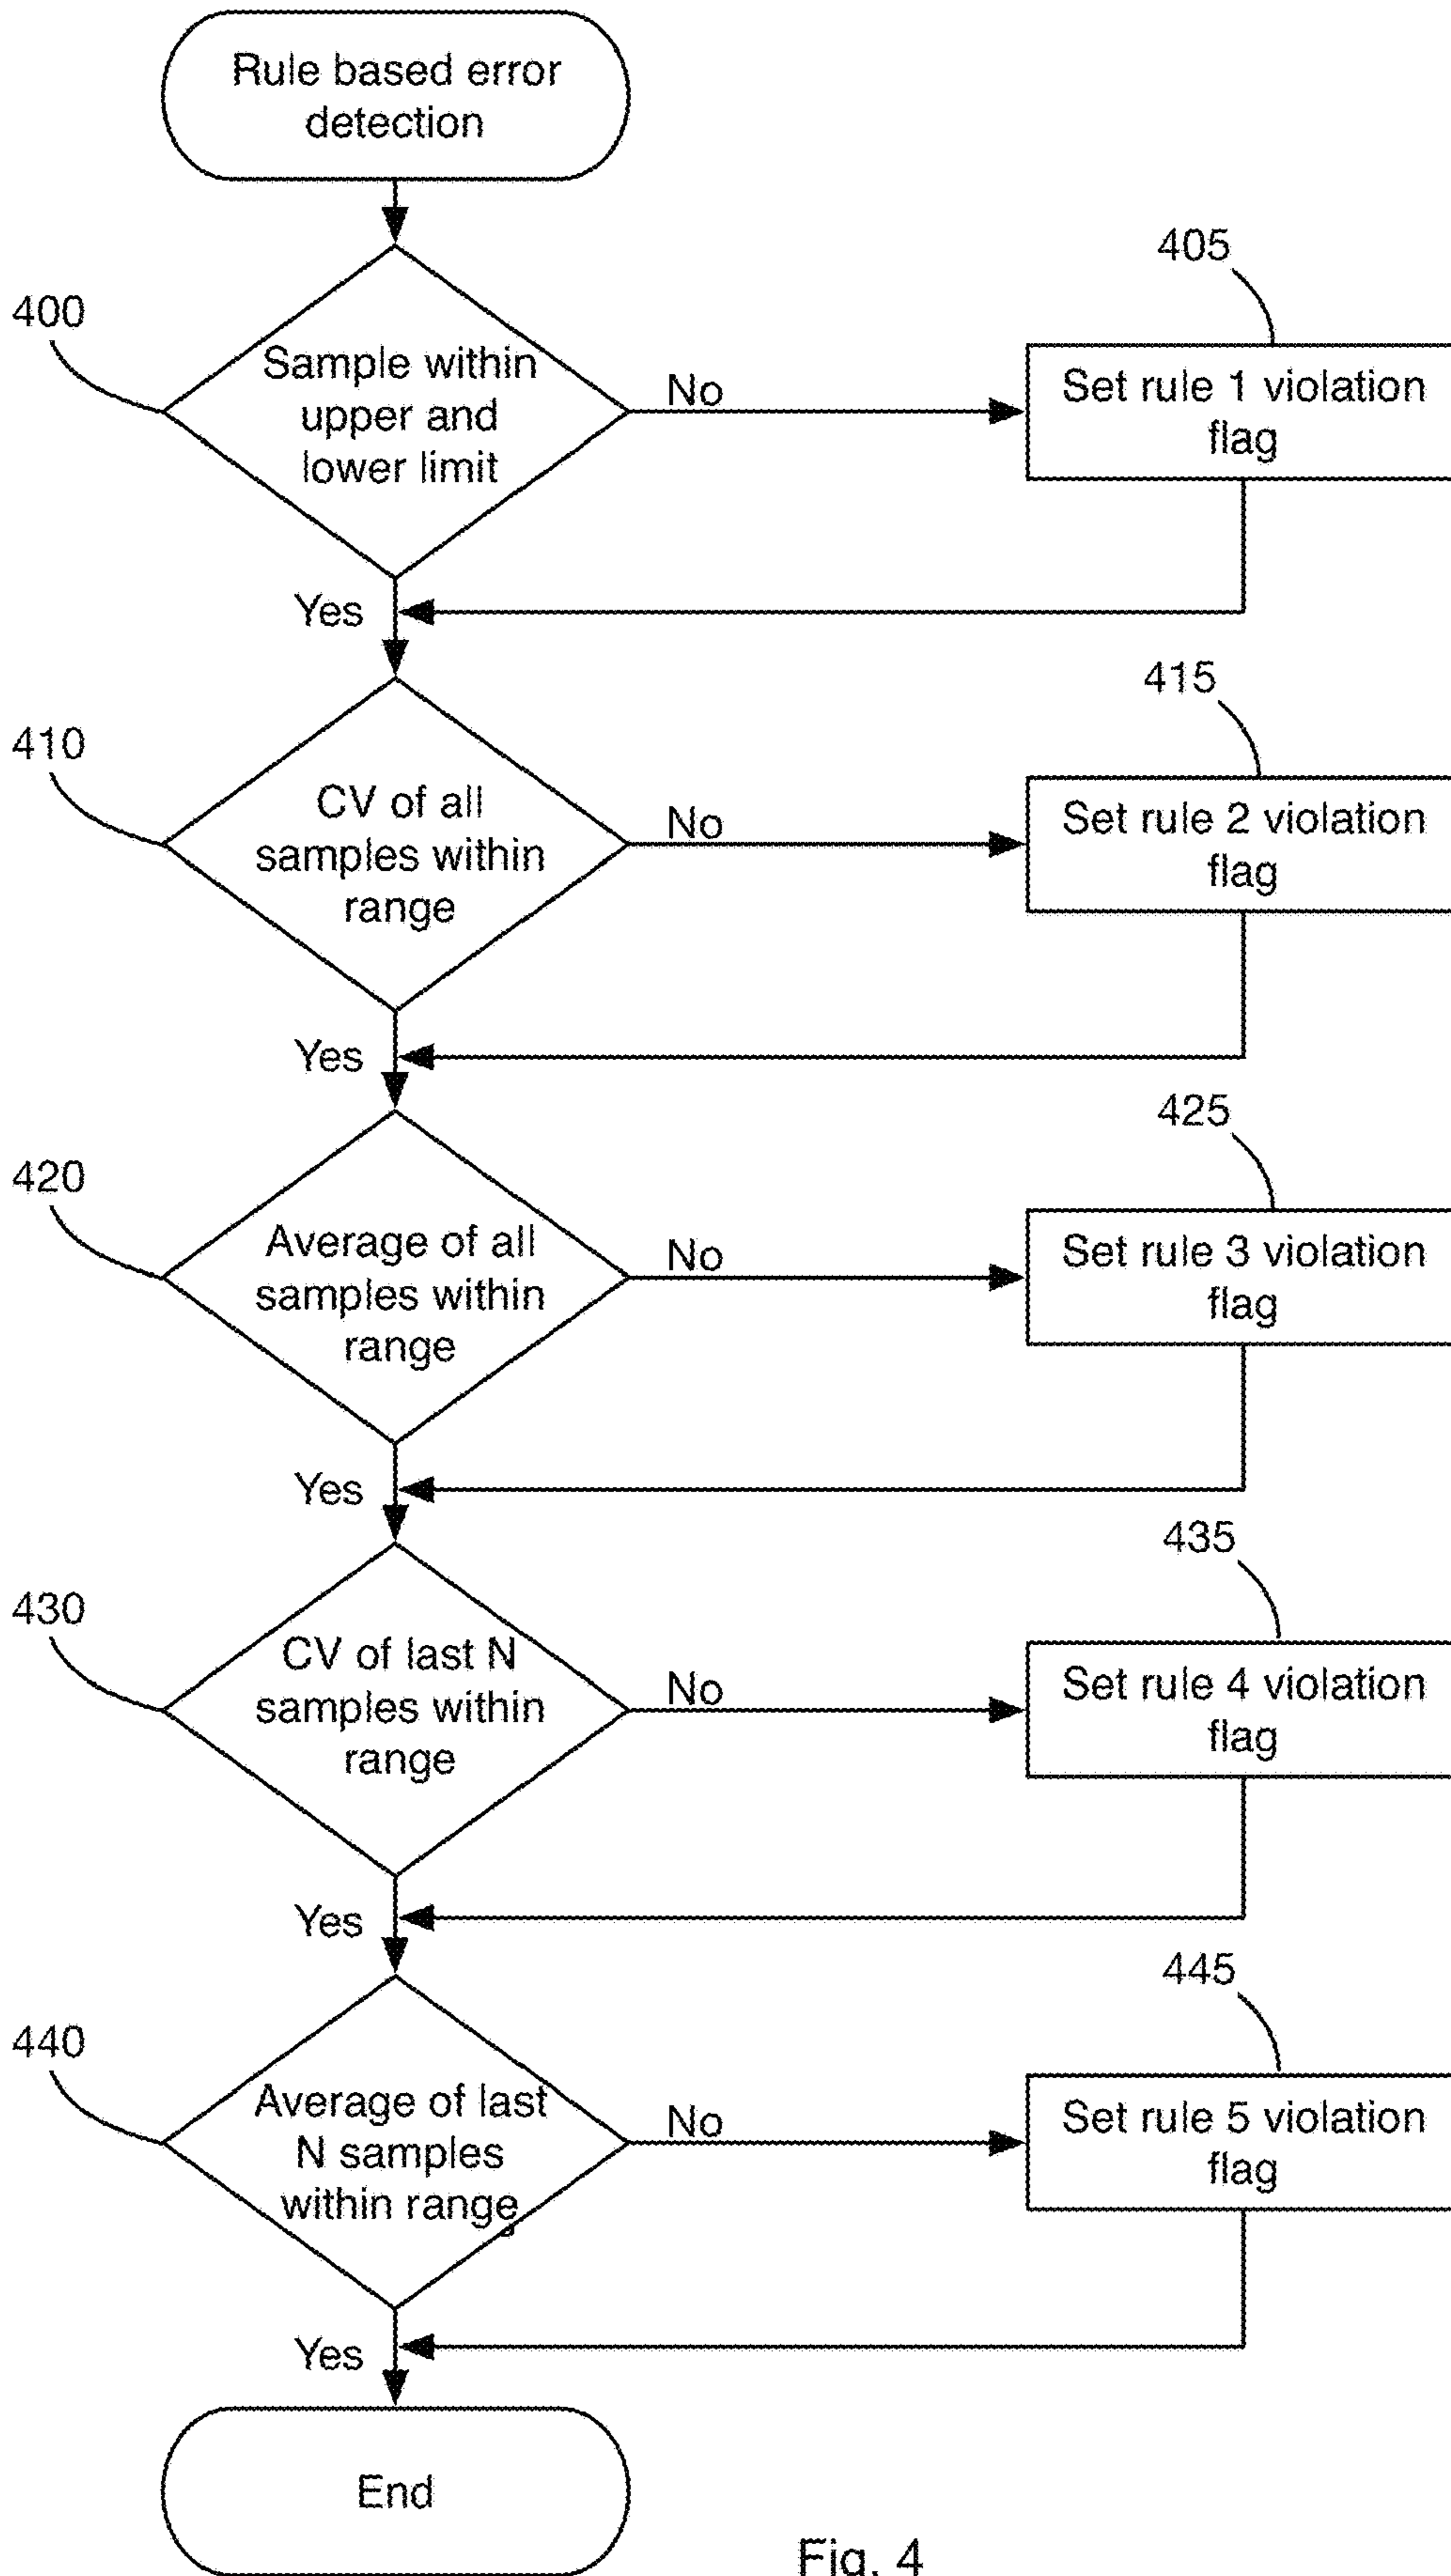 Rule based error
detection
405
400
Sample within
upper and
lower limit
No
Set rule 1 violation
flag
Yes
415
410
CV of all
samples within
range
No
Set rule 2 violation
flag
Yes
425
420
Average of all
samples within
range
No
Set rule 3 violation
flag
Yes
435
430
CV of last N
samples within
range
No
Set rule 4 violation
flag
Yes
445
440
Average of last
N samples
within range
No
Set rule 5 violation
flag
Yes
End
Fig. 4